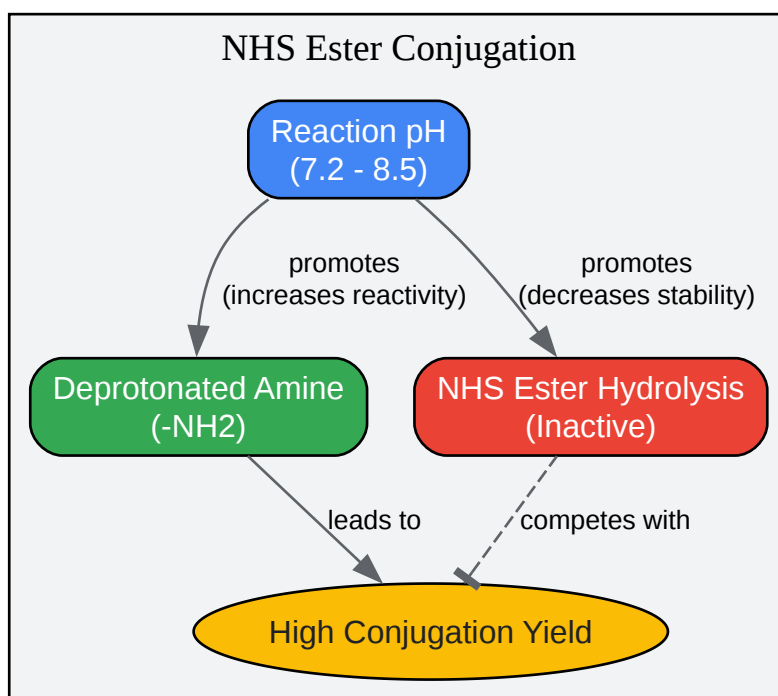 NHS Ester Conjugation
Reaction pH
(7.2 - 8.5)
promotes
(increases reactivity)
promotes
(decreases stability)
Deprotonated Amine
(-NH2)
NHS Ester Hydrolysis
(Inactive)
leads to
competes with
High Conjugation Yield